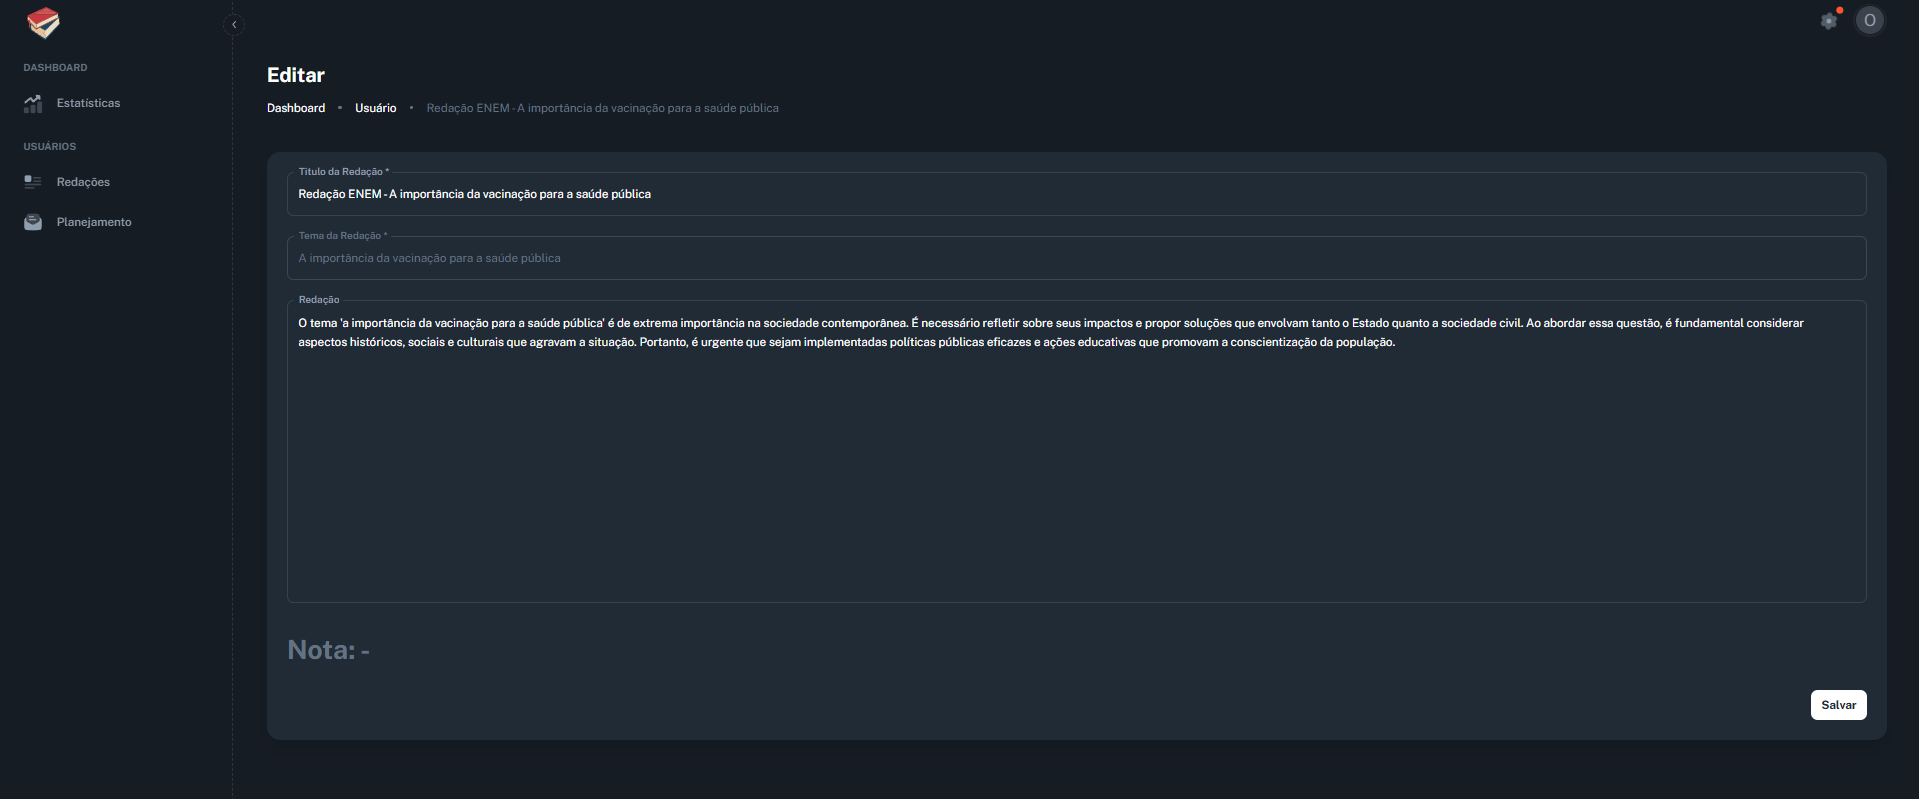 DASHBOARD
Estatísticas
USUÁRIOS
Redações
Planejamento
O
Editar
Dashboard • Usuário • Redação ENEM - A importância da vacinação para a saúde pública
Titulo da Redação *
Redação ENEM - A importância da vacinação para a saúde pública
Tema da Redação *
A importância da vacinação para a saúde pública
Redação
O tema 'a importância da vacinação para a saúde pública' é de extrema importância na sociedade contemporânea. É necessário refletir sobre seus impactos e propor soluções que envolvam tanto o Estado quanto a sociedade civil. Ao abordar essa questão, é fundamental considerar
aspectos históricos, sociais e culturais que agravam a situação. Portanto, é urgente que sejam implementadas políticas públicas eficazes e ações educativas que promovam a conscientização da população.
Nota: -
Salvar